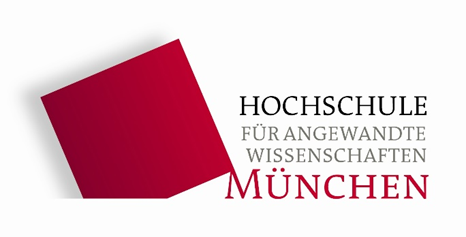 HOCHSCHULE
FÜR ANGEWANDTE
WISSENSCHAFTEN
MÜNCHEN